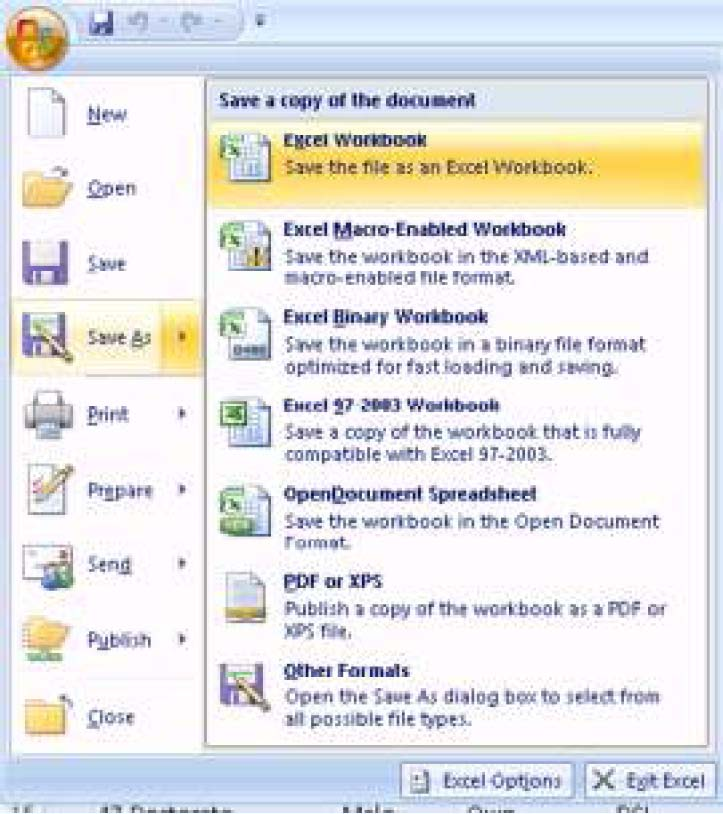 New
Open
Save
Save As
Print
Prepare
Send
Publish
Close
Save a copy of the document
Excel Workbook
Save the file as an Excel Workbook.
Excel Macro-Enabled Workbook
Save the workbook in the XML-based and
macro-enabled file format.
Excel Binary Workbook
Save the workbook in a binary file format
optimized for fast loading and saving.
Excel 97-2003 Workbook
Save a copy of the workbook that is fully
compatible with Excel 97-2003.
OpenDocument Spreadsheet
Save the workbook in the Open Document
Format.
PDF or XPS
Publish a copy of the workbook as a PDF or
XPS file.
Other Formats
Open the Save As dialog box to select from
all possible file types.
Excel Options
Exit Excel